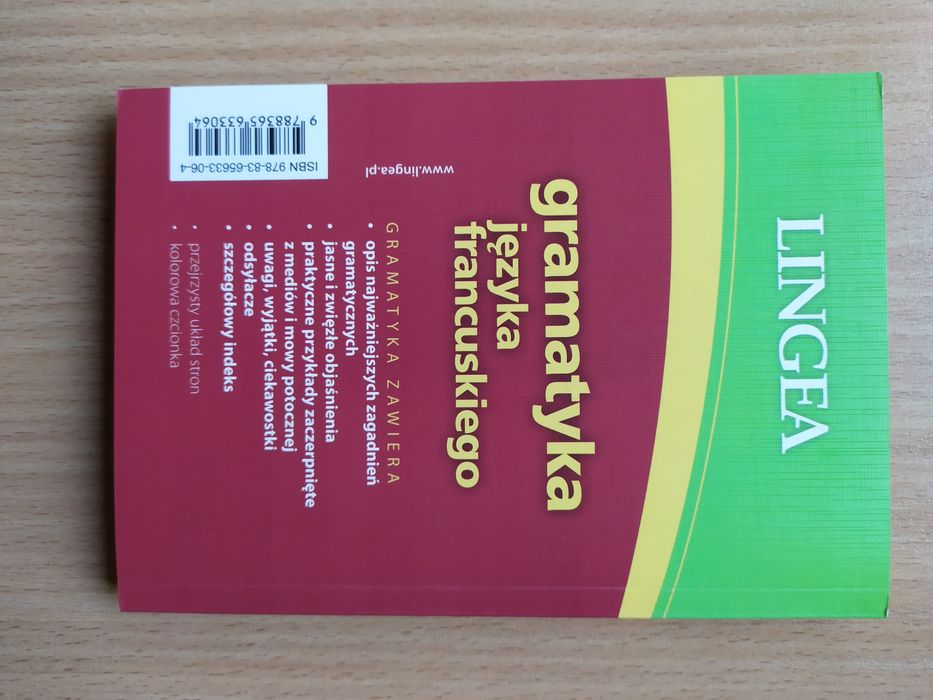 LINGEA
gramatyka
języka
francuskiego
GRAMATYKA ZAWIERA
• opis najważniejszych zagadnień
gramatycznych
• jasne i zwięzłe objaśnienia
• praktyczne przykłady zaczerpnięte
z mediów i mowy potocznej
• uwagi, wyjątki, ciekawostki
• odsyłacze
• szczegółowy indeks
• przejrzysty układ stron
• kolorowa czcionka
www.lingea.pl
ISBN 978-83-65633-06-4
9 788365 633064